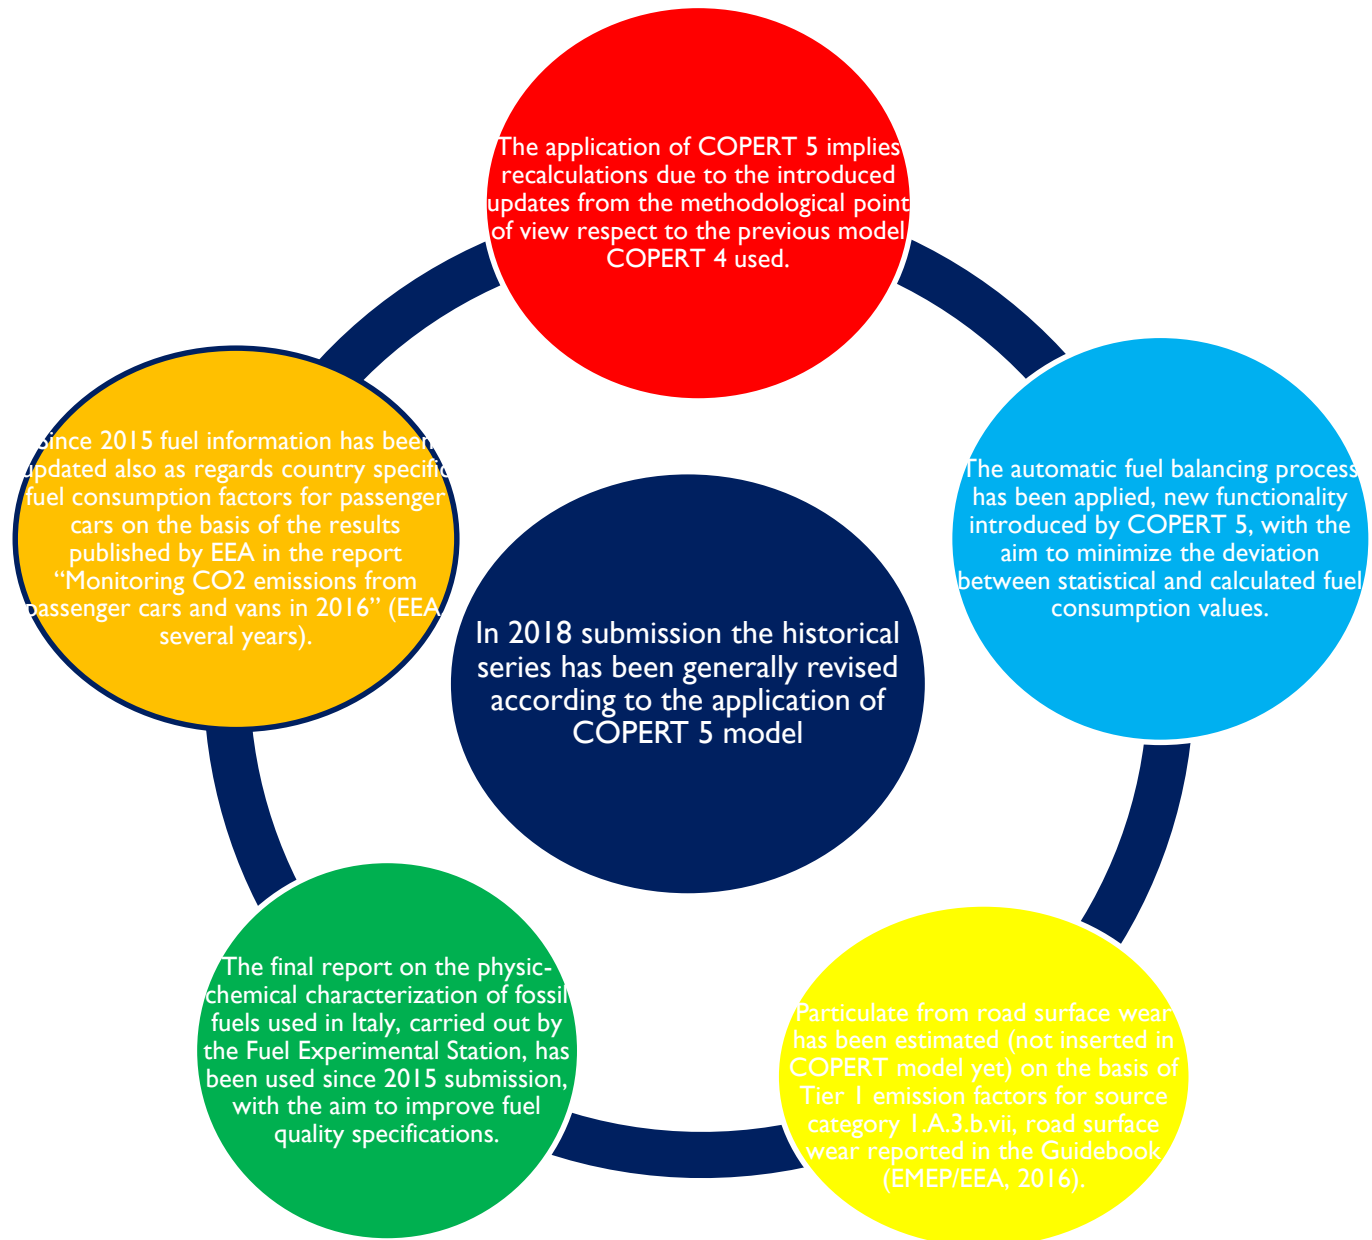 The application of COPERT 5 implies
recalculations due to the introduced
updates from the methodological point
of view respect to the previous model
COPERT 4 used.
The automatic fuel balancing process
has been applied, new functionality
introduced by COPERT 5, with the
aim to minimize the deviation
between statistical and calculated fuel
consumption values.
Particulate from road surface wear
has been estimated (not inserted in
COPERT model yet) on the basis of
Tier 1 emission factors for source
category 1.A.3.b.vii, road surface
wear reported in the Guidebook
(EMEP/EEA, 2016).
The final report on the physic-
chemical characterization of fossil
fuels used in Italy, carried out by
the Fuel Experimental Station, has
been used since 2015 submission,
with the aim to improve fuel
quality specifications.
Since 2015 fuel information has been
updated also as regards country specific
fuel consumption factors for passenger
cars on the basis of the results
published by EEA in the report
“Monitoring CO2 emissions from
passenger cars and vans in 2016” (EEA
several years).
In 2018 submission the historical
series has been generally revised
according to the application of
COPERT 5 model